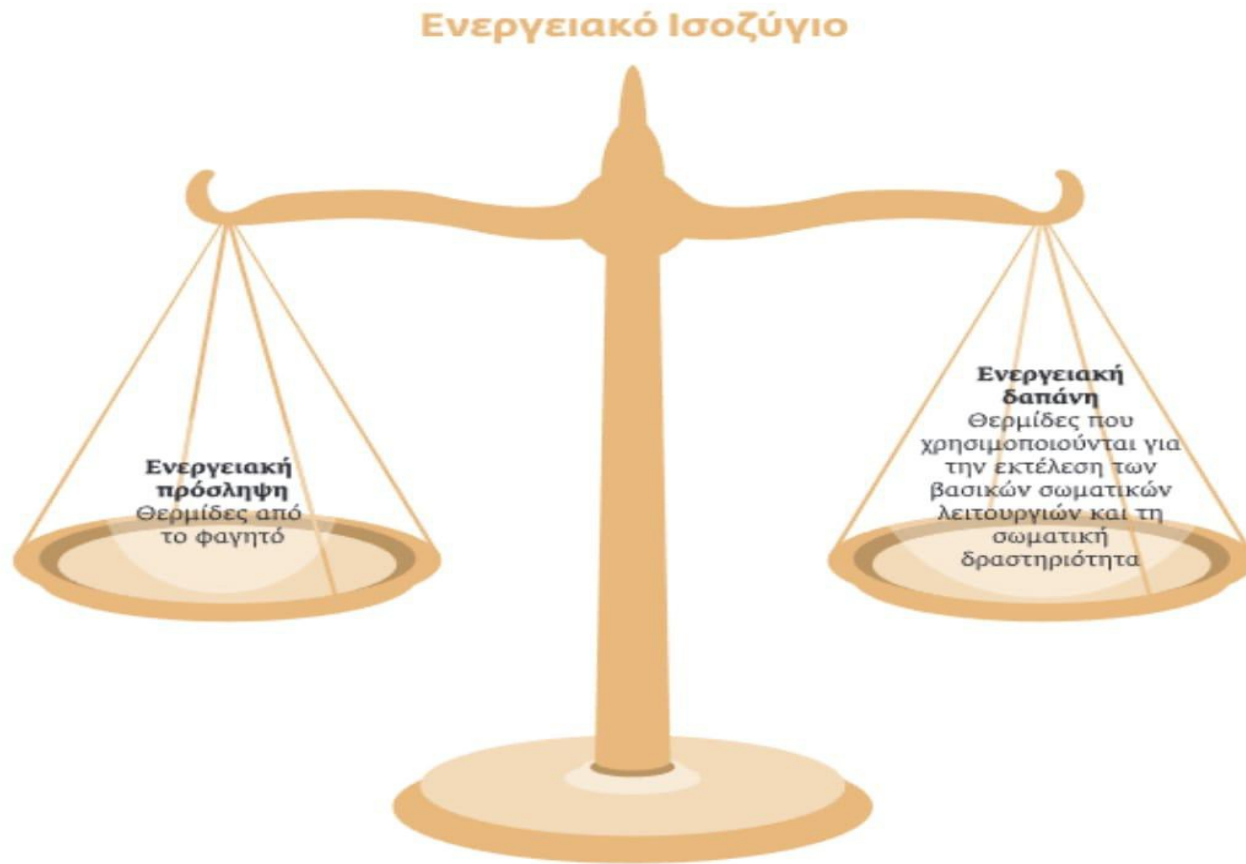 Ενεργειακό Ισοζύγιο
Ενεργειακή
πρόσληψη
Θερμίδες από
το φαγητό
Ενεργειακή
δαπάνη
Θερμίδες που
χρησιμοποιούνται για
την εκτέλεση των
βασικών σωματικών
λειτουργιών και τη
σωματική
δραστηριότητα